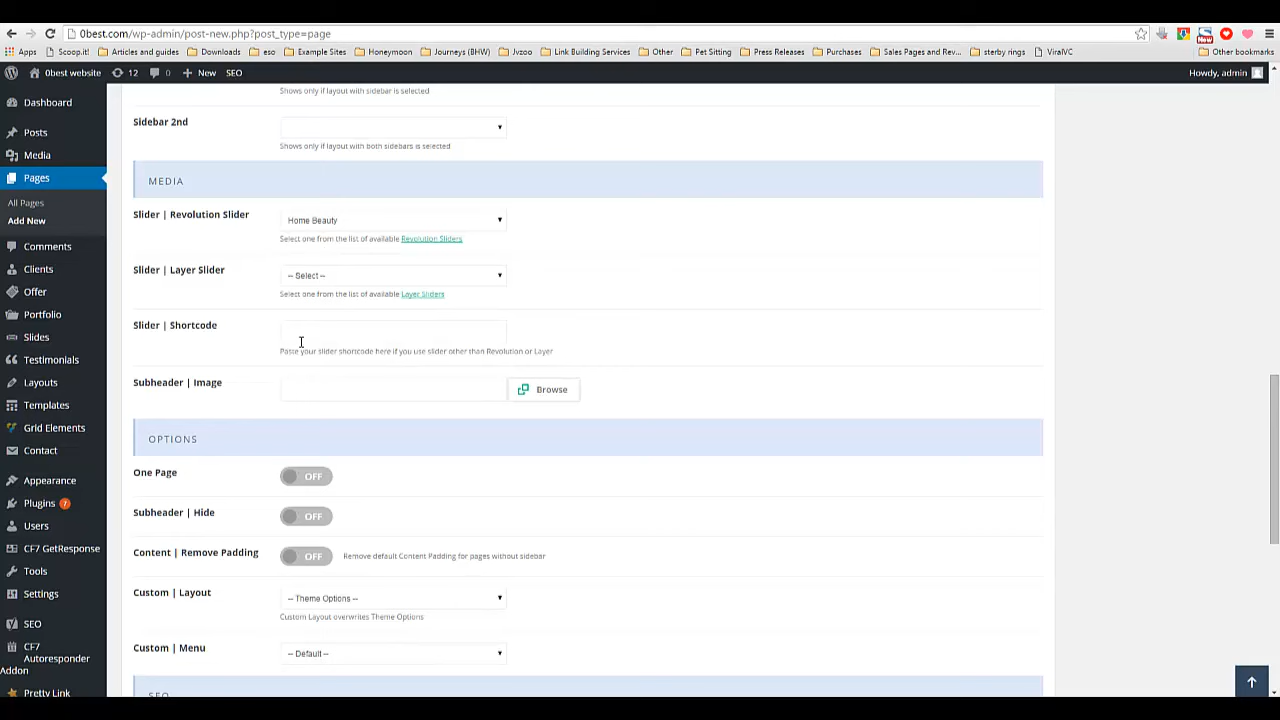 0best.com/wp-admin/post-new.php?post_type=page
Apps Scoop.it! Articles and guides Downloads eso Example Sites Honeymoon Journeys (BHW) Jvzoo Link Building Services Other Pet Sitting Press Releases Purchases Sales Pages and Rev... sterby rings ViralVC Other bookmarks
0best website 12 0 New SEO Howdy, admin
Dashboard
Posts
Media
Pages
All Pages
Add New
Comments
Clients
Offer
Portfolio
Slides
Testimonials
Layouts
Templates
Grid Elements
Contact
Appearance
Plugins 7
Users
CF7 GetResponse
Tools
Settings
SEO
CF7
Autoresponder
Addon
Pretty Link
Shows only if layout with sidebar is selected
Sidebar 2nd
Shows only if layout with both sidebars is selected
MEDIA
Slider | Revolution Slider Home Beauty
Select one from the list of available Revolution Sliders
Slider | Layer Slider -- Select --
Select one from the list of available Layer Sliders
Slider | Shortcode
Paste your slider shortcode here if you use slider other than Revolution or Layer
Subheader | Image Browse
OPTIONS
One Page OFF
Subheader | Hide OFF
Content | Remove Padding OFF Remove default Content Padding for pages without sidebar
Custom | Layout -- Theme Options --
Custom Layout overwrites Theme Options
Custom | Menu -- Default --
SEO